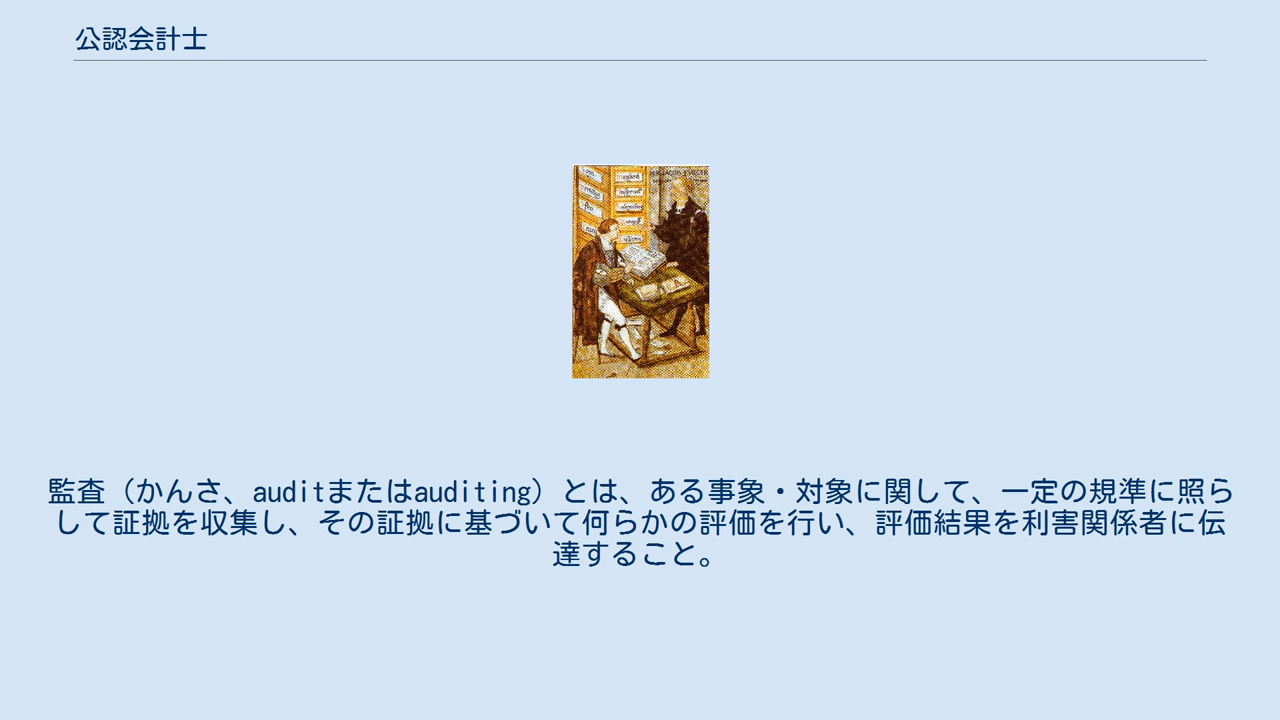 公認会計士
監査（かんさ、auditまたはauditing）とは、ある事象・対象に関して、一定の規準に照ら
して証拠を収集し、その証拠に基づいて何らかの評価を行い、評価結果を利害関係者に伝
達すること。